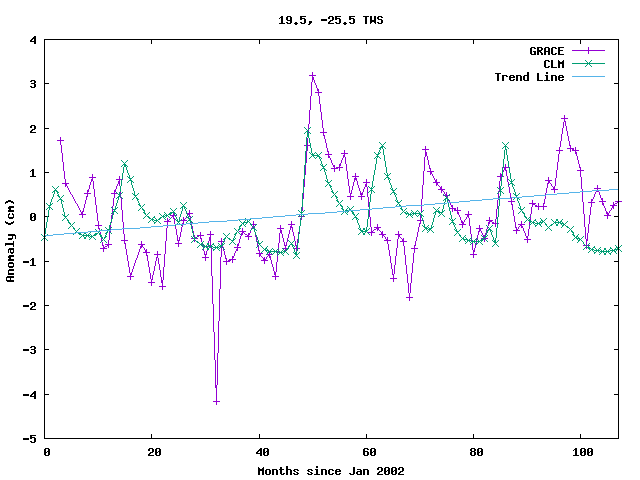 19.5, -25.5 TWS
GRACE
CLM
Trend Line
4
3
2
1
0
-1
-2
-3
-4
-5
Anomaly (cm)
0 20 40 60 80 100
Months since Jan 2002